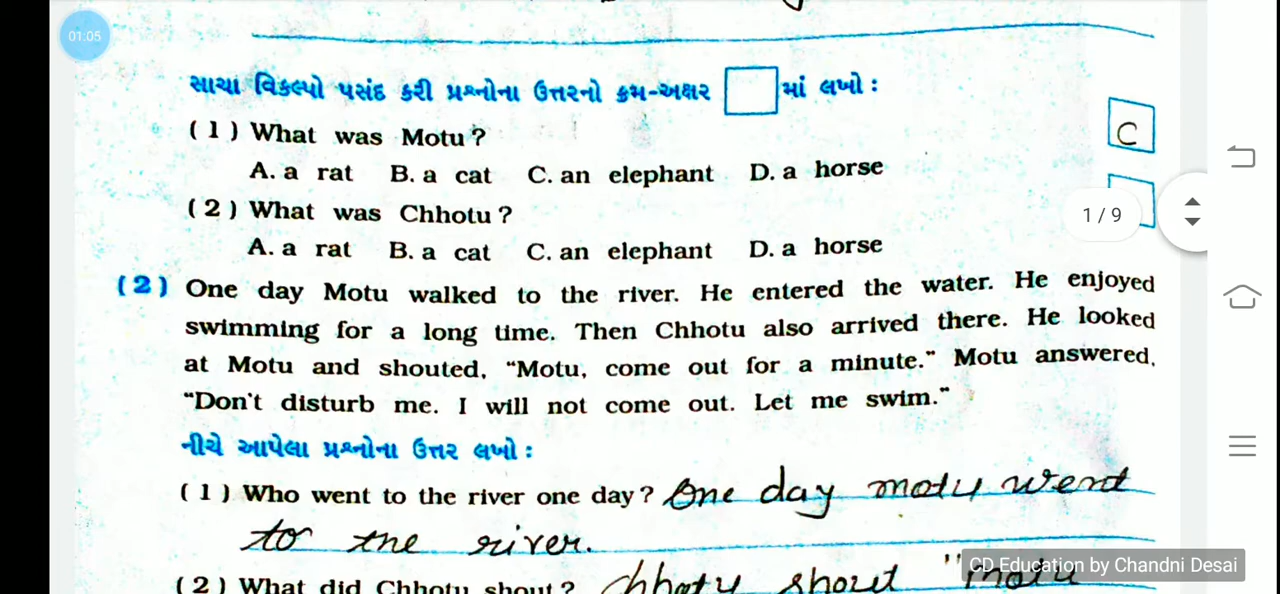 01:05
સાચા વિકલ્પો પસંદ કરી પ્રશ્નોના ઉત્તરનો ક્રમ-અક્ષર માં લખો :
( 1 ) What was Motu ?
C
A. a rat B. a cat C. an elephant D. a horse
( 2 ) What was Chhotu ?
1 / 9
A. a rat B. a cat C. an elephant D. a horse
( 2 ) One day Motu walked to the river. He entered the water. He enjoyed
swimming for a long time. Then Chhotu also arrived there. He looked
at Motu and shouted, “Motu, come out for a minute.” Motu answered,
“Don't disturb me. I will not come out. Let me swim.”
નીચે આપેલા પ્રશ્નોના ઉત્તર લખો :
( 1 ) Who went to the river one day ? One day motu went
to the river.
( 2 ) What did Chhotu shout ? chhotu shout "motu
CD Education by Chandni Desai